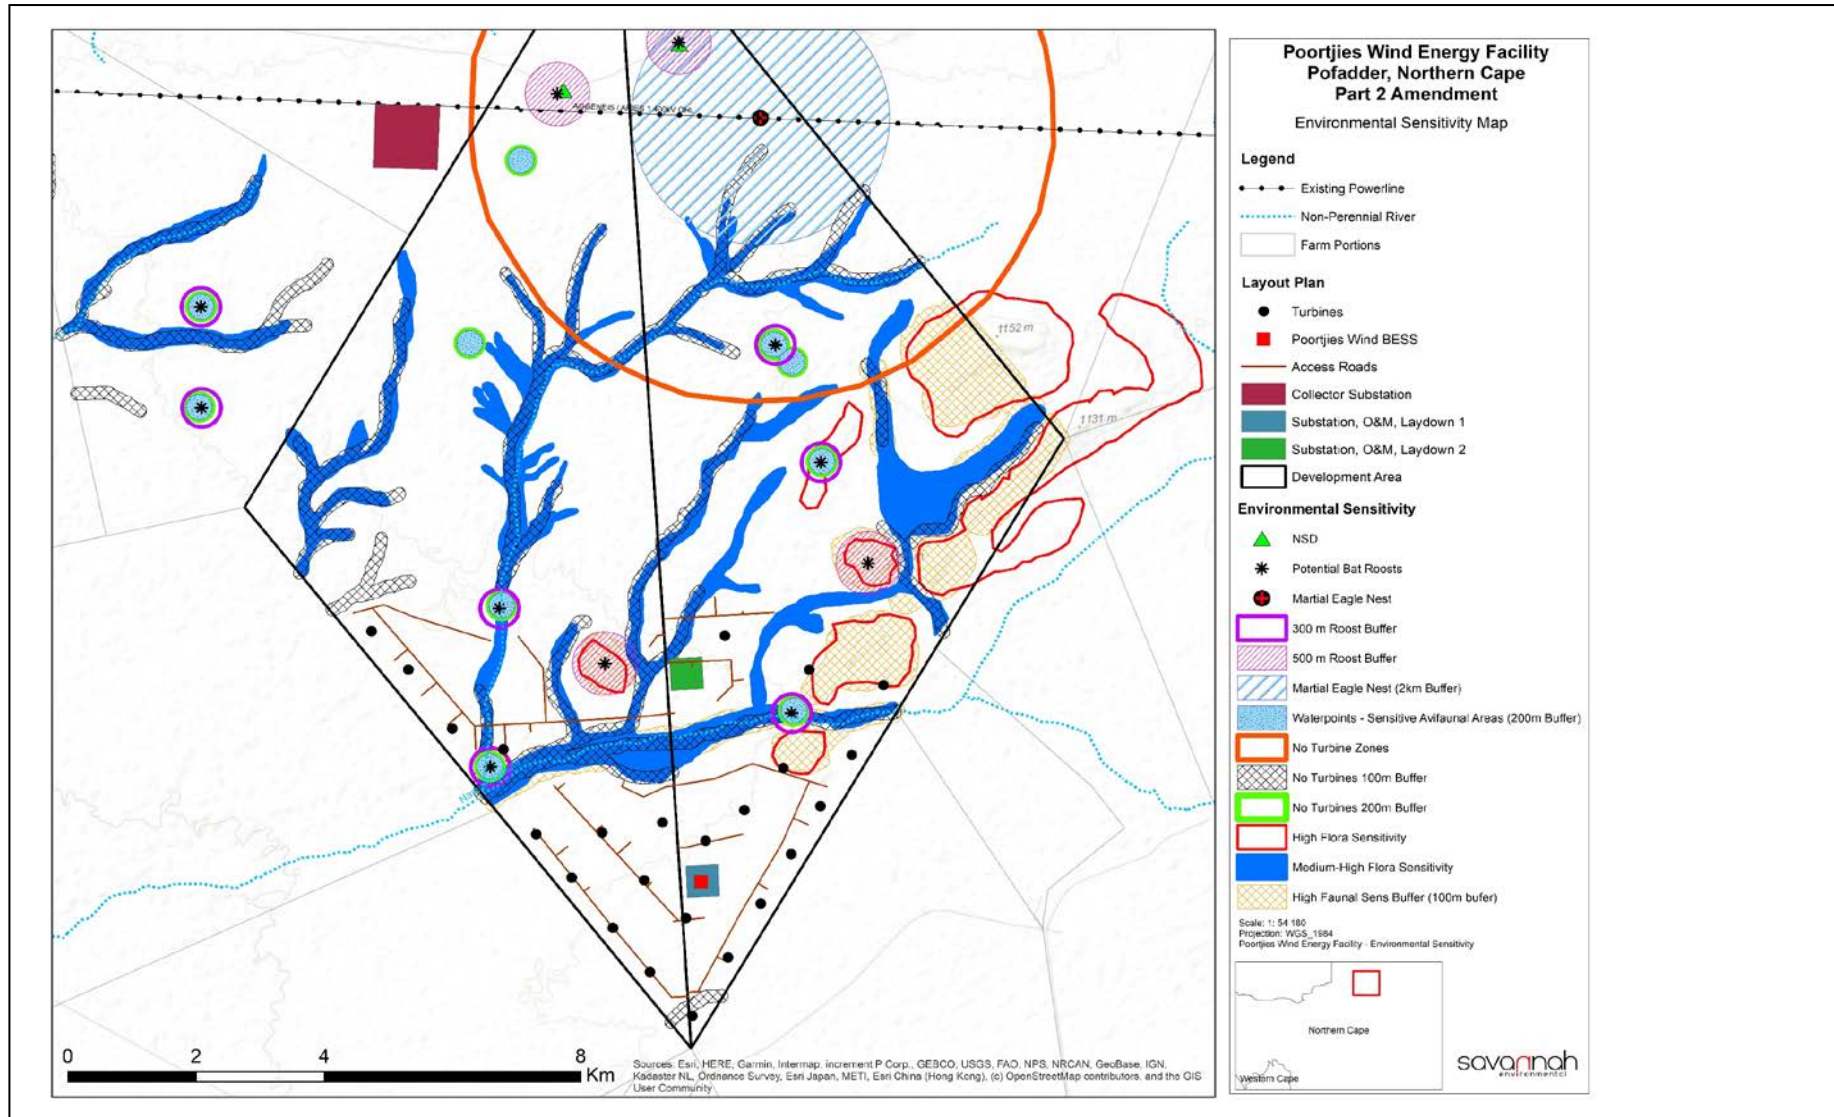 Poortjies Wind Energy Facility
Pofadder, Northern Cape
Part 2 Amendment
Environmental Sensitivity Map
Legend
Existing Powerline
Non-Perennial River
Farm Portions
Layout Plan
Turbines
Poortjies Wind BESS
Access Roads
Collector Substation
Substation, O&M, Laydown 1
Substation, O&M, Laydown 2
Development Area
Environmental Sensitivity
NSD
Potential Bat Roosts
Martial Eagle Nest
300 m Roost Buffer
500 m Roost Buffer
Martial Eagle Nest (2km Buffer)
Waterpoints - Sensitive Avifaunal Areas (200m Buffer)
No Turbine Zones
No Turbines 100m Buffer
No Turbines 200m Buffer
High Flora Sensitivity
Medium-High Flora Sensitivity
High Faunal Sens Buffer (100m bufer)
Scale: 1: 54 180
Projection: WGS_1984
Poortjies Wind Energy Facility - Environmental Sensitivity
Northern Cape
Western Cape
savannah
environmental
1152 m
1131 m
0 2 4 8
Km
Sources: Esri, HERE, Garmin, Intermap, increment P Corp., GEBCO, USGS, FAO, NPS, NRCAN, GeoBase, IGN,
Kadaster NL, Ordnance Survey, Esri Japan, METI, Esri China (Hong Kong), (c) OpenStreetMap contributors, and the GIS
User Community